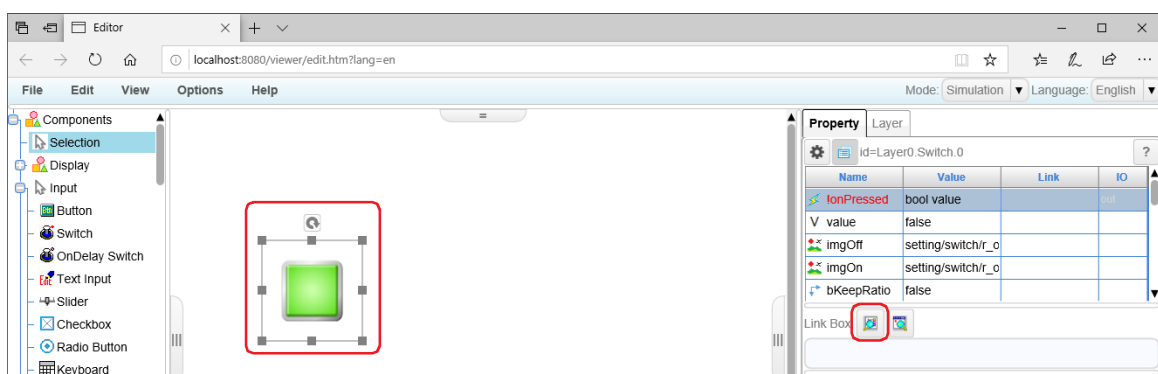 Editor
localhost:8080/viewer/edit.htm?lang=en
File Edit View Options Help Mode: Simulation Language: English
Components
Selection
Display
Input
Button
Switch
OnDelay Switch
Text Input
Slider
Checkbox
Radio Button
Keyboard
=
Property Layer
id=Layer0.Switch.0 ?
Name Value Link IO
!onPressed bool value out
V value false
imgOff setting/switch/r_o
imgOn setting/switch/r_o
bKeepRatio false
Link Box